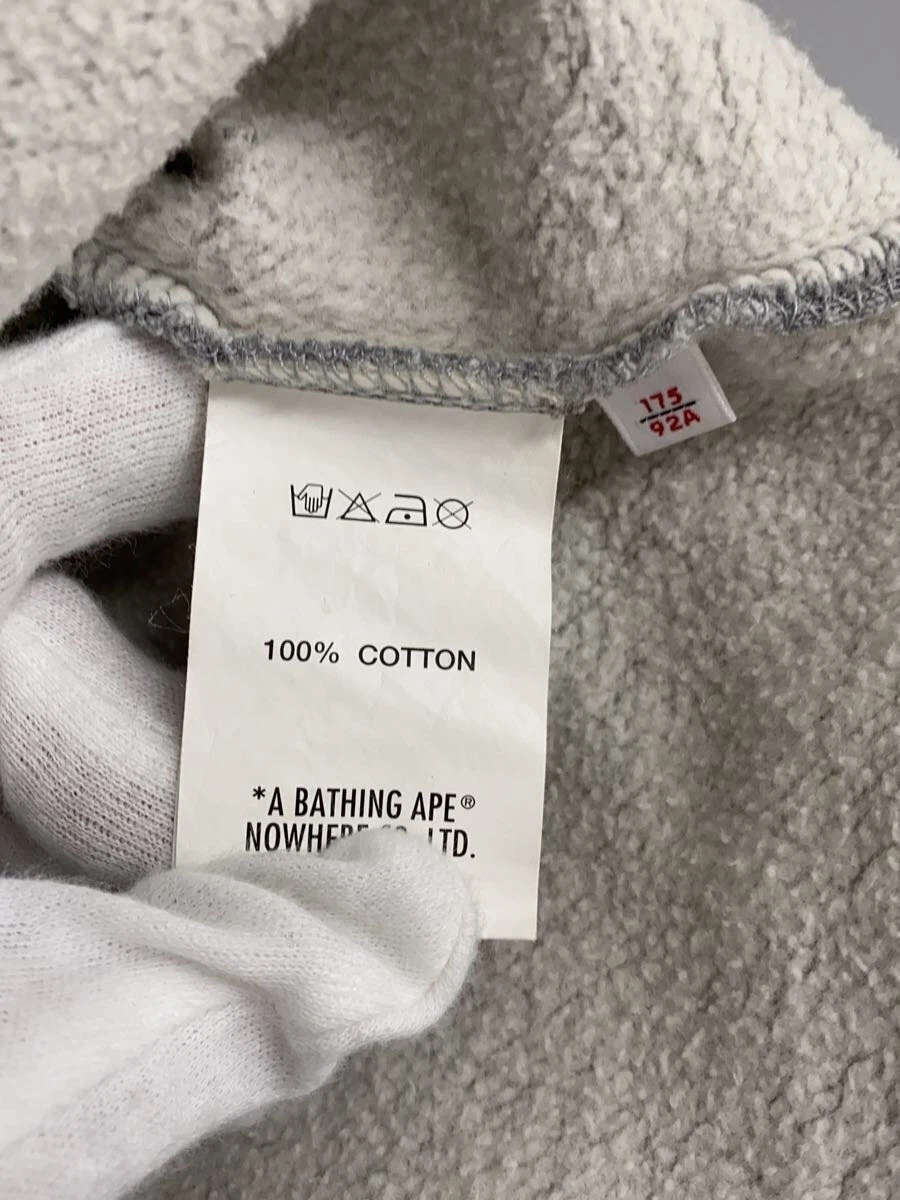 175
92A
100% COTTON
*A BATHING APE®
LTD.